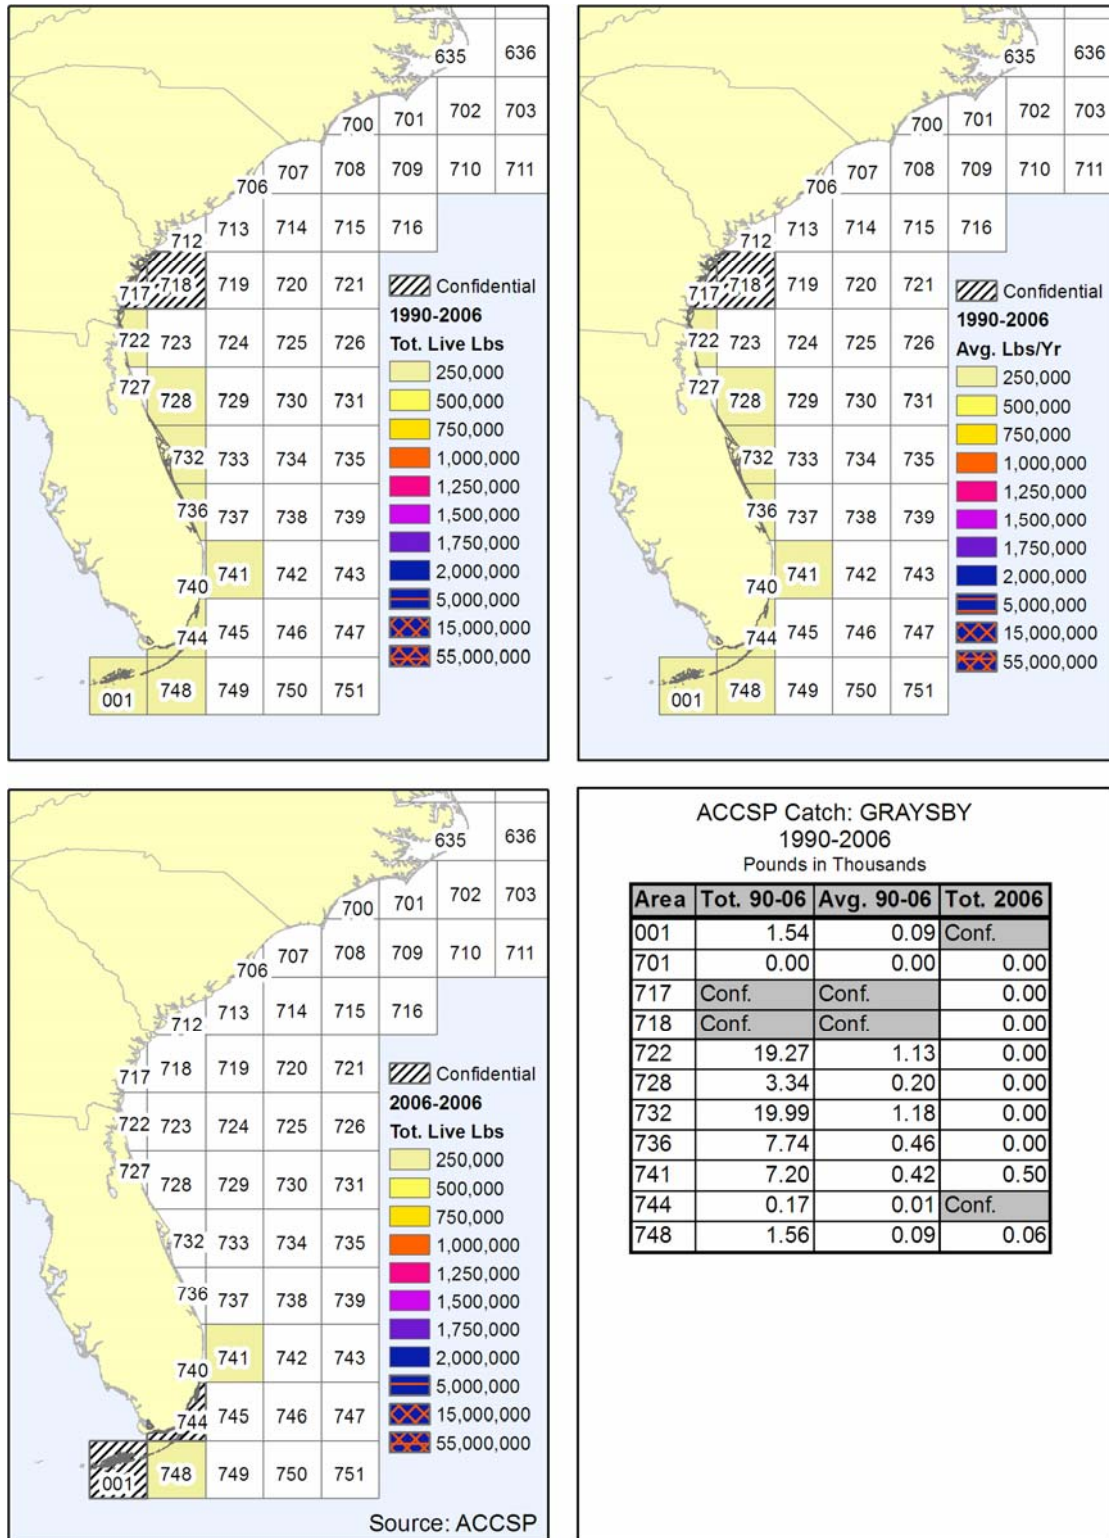 635 636
700 701 702 703
706 707 708 709 710 711
712 713 714 715 716
717 718 719 720 721
722 723 724 725 726
727 728 729 730 731
732 733 734 735
736 737 738 739
740 741 742 743
744 745 746 747
001 748 749 750 751
Confidential
1990-2006
Tot. Live Lbs
250,000
500,000
750,000
1,000,000
1,250,000
1,500,000
1,750,000
2,000,000
5,000,000
15,000,000
55,000,000
635 636
700 701 702 703
706 707 708 709 710 711
712 713 714 715 716
717 718 719 720 721
722 723 724 725 726
727 728 729 730 731
732 733 734 735
736 737 738 739
740 741 742 743
744 745 746 747
001 748 749 750 751
Confidential
1990-2006
Avg. Lbs/Yr
250,000
500,000
750,000
1,000,000
1,250,000
1,500,000
1,750,000
2,000,000
5,000,000
15,000,000
55,000,000
635 636
700 701 702 703
706 707 708 709 710 711
712 713 714 715 716
717 718 719 720 721
722 723 724 725 726
727 728 729 730 731
732 733 734 735
736 737 738 739
740 741 742 743
744 745 746 747
001 748 749 750 751
Confidential
2006-2006
Tot. Live Lbs
250,000
500,000
750,000
1,000,000
1,250,000
1,500,000
1,750,000
2,000,000
5,000,000
15,000,000
55,000,000
Source: ACCSP
ACCSP Catch: GRAYSBY
1990-2006
Pounds in Thousands
Area Tot. 90-06 Avg. 90-06 Tot. 2006
001 1.54 0.09 Conf.
701 0.00 0.00 0.00
717 Conf. Conf. 0.00
718 Conf. Conf. 0.00
722 19.27 1.13 0.00
728 3.34 0.20 0.00
732 19.99 1.18 0.00
736 7.74 0.46 0.00
741 7.20 0.42 0.50
744 0.17 0.01 Conf.
748 1.56 0.09 0.06